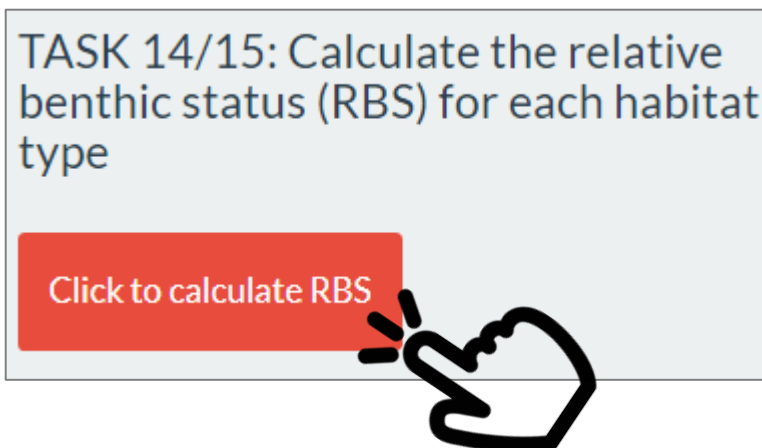 TASK 14/15: Calculate the relative
benthic status (RBS) for each habitat
type
Click to calculate RBS